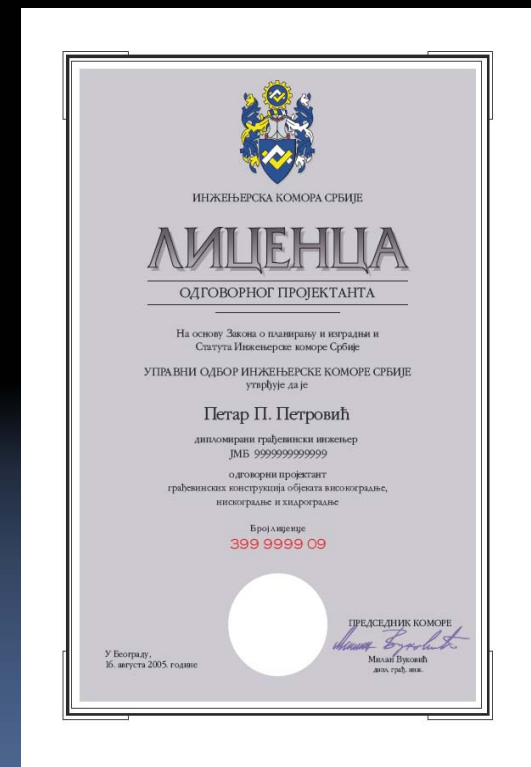 ИНЖЕЊЕРСКА КОМОРА СРБИЈЕ
ЛИЦЕНЦА
ОДГОВОРНОГ ПРОЈЕКТАНТА
На основу Закона о планирању и изградњи и
Статута Инжењерске коморе Србије
УПРАВНИ ОДБОР ИНЖЕЊЕРСКЕ КОМОРЕ СРБИЈЕ
утврђује да је
Петар П. Петровић
дипломирани грађевински инжењер
ЈМБ 9999999999999
одговорни пројектант
грађевинских конструкција објеката високоградње,
нискоградње и хидроградње
Број лиценце
399 9999 09
ПРЕДСЕДНИК КОМОРЕ
Милан Вуковић
У Београду,
Милан Вуковић
16. августа 2005. године
дипл. грађ. инж.